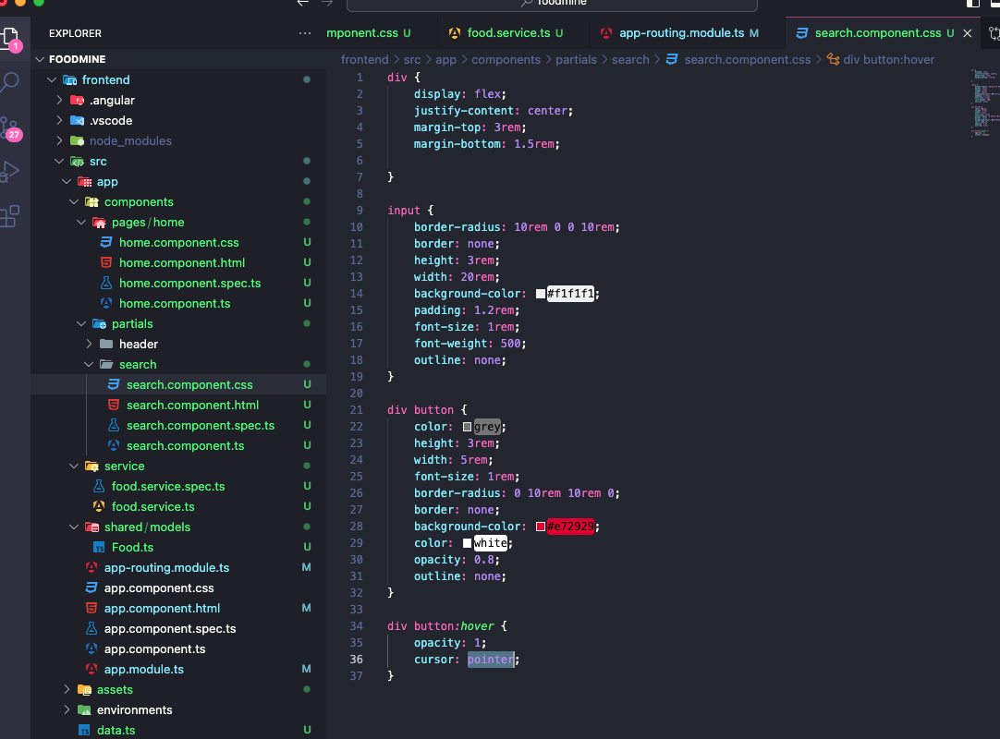 foodmine
EXPLORER
mponent.css U
food.service.ts U
app-routing.module.ts M
search.component.css U
1
27
FOODMINE
frontend
.angular
.vscode
node_modules
src
app
components
pages/home
home.component.css U
home.component.html U
home.component.spec.ts U
home.component.ts U
partials
header
search
search.component.css U
search.component.html U
search.component.spec.ts U
search.component.ts U
service
food.service.spec.ts U
food.service.ts U
shared/models
Food.ts U
app-routing.module.ts M
app.component.css
app.component.html M
app.component.spec.ts
app.component.ts
app.module.ts M
assets
environments
data.ts U
frontend > src > app > components > partials > search > search.component.css > div button:hover
1 div {
2 display: flex;
3 justify-content: center;
4 margin-top: 3rem;
5 margin-bottom: 1.5rem;
6
7 }
8
9 input {
10 border-radius: 10rem 0 0 10rem;
11 border: none;
12 height: 3rem;
13 width: 20rem;
14 background-color: #f1f1f1;
15 padding: 1.2rem;
16 font-size: 1rem;
17 font-weight: 500;
18 outline: none;
19 }
20
21 div button {
22 color: grey;
23 height: 3rem;
24 width: 5rem;
25 font-size: 1rem;
26 border-radius: 0 10rem 10rem 0;
27 border: none;
28 background-color: #e72929;
29 color: white;
30 opacity: 0.8;
31 outline: none;
32 }
33
34 div button:hover {
35 opacity: 1;
36 cursor: pointer;
37 }